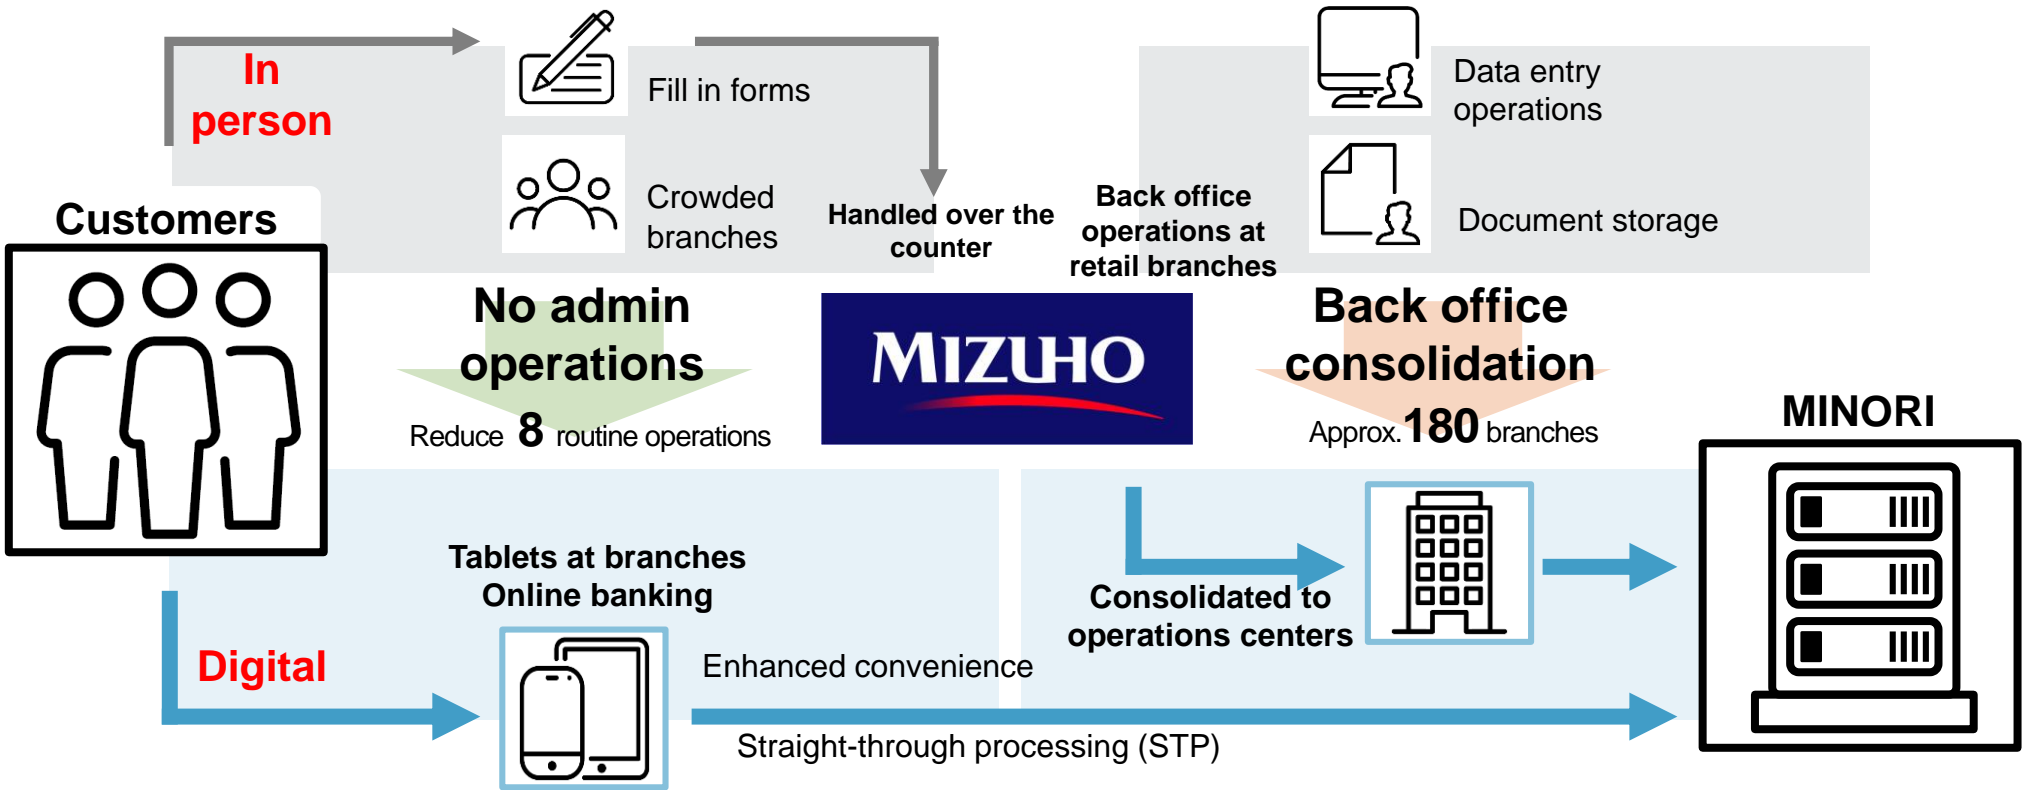 In
person
Fill in forms
Crowded
branches
Handled over the
counter
Back office
operations at
retail branches
Data entry
operations
Document storage
Customers
No admin
operations
Reduce 8 routine operations
MIZUHO
Back office
consolidation
Approx. 180 branches
MINORI
Tablets at branches
Online banking
Digital
Enhanced convenience
Straight-through processing (STP)
Consolidated to
operations centers